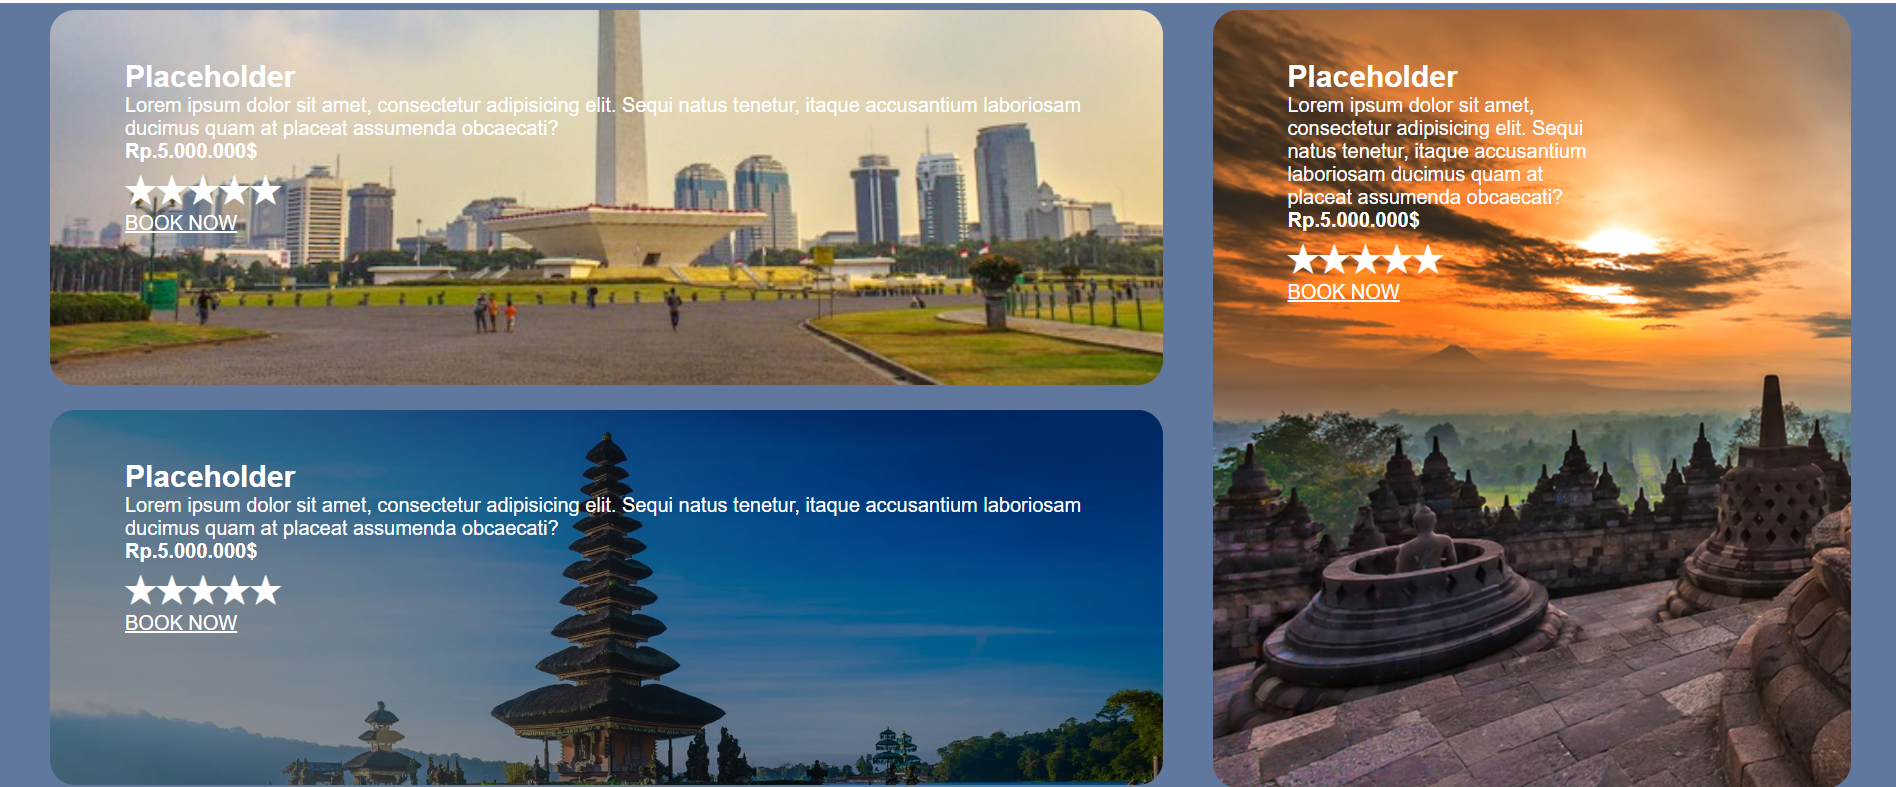 Placeholder
Lorem ipsum dolor sit amet, consectetur adipisicing elit. Sequi natus tenetur, itaque accusantium laboriosam
ducimus quam at placeat assumenda obcaecati?
Rp.5.000.000$
★★★★★
BOOK NOW
Placeholder
Lorem ipsum dolor sit amet, consectetur adipisicing elit. Sequi natus tenetur, itaque accusantium laboriosam
ducimus quam at placeat assumenda obcaecati?
Rp.5.000.000$
★★★★★
BOOK NOW
Placeholder
Lorem ipsum dolor sit amet,
consectetur adipisicing elit. Sequi
natus tenetur, itaque accusantium
laboriosam ducimus quam at
placeat assumenda obcaecati?
Rp.5.000.000$
★★★★★
BOOK NOW